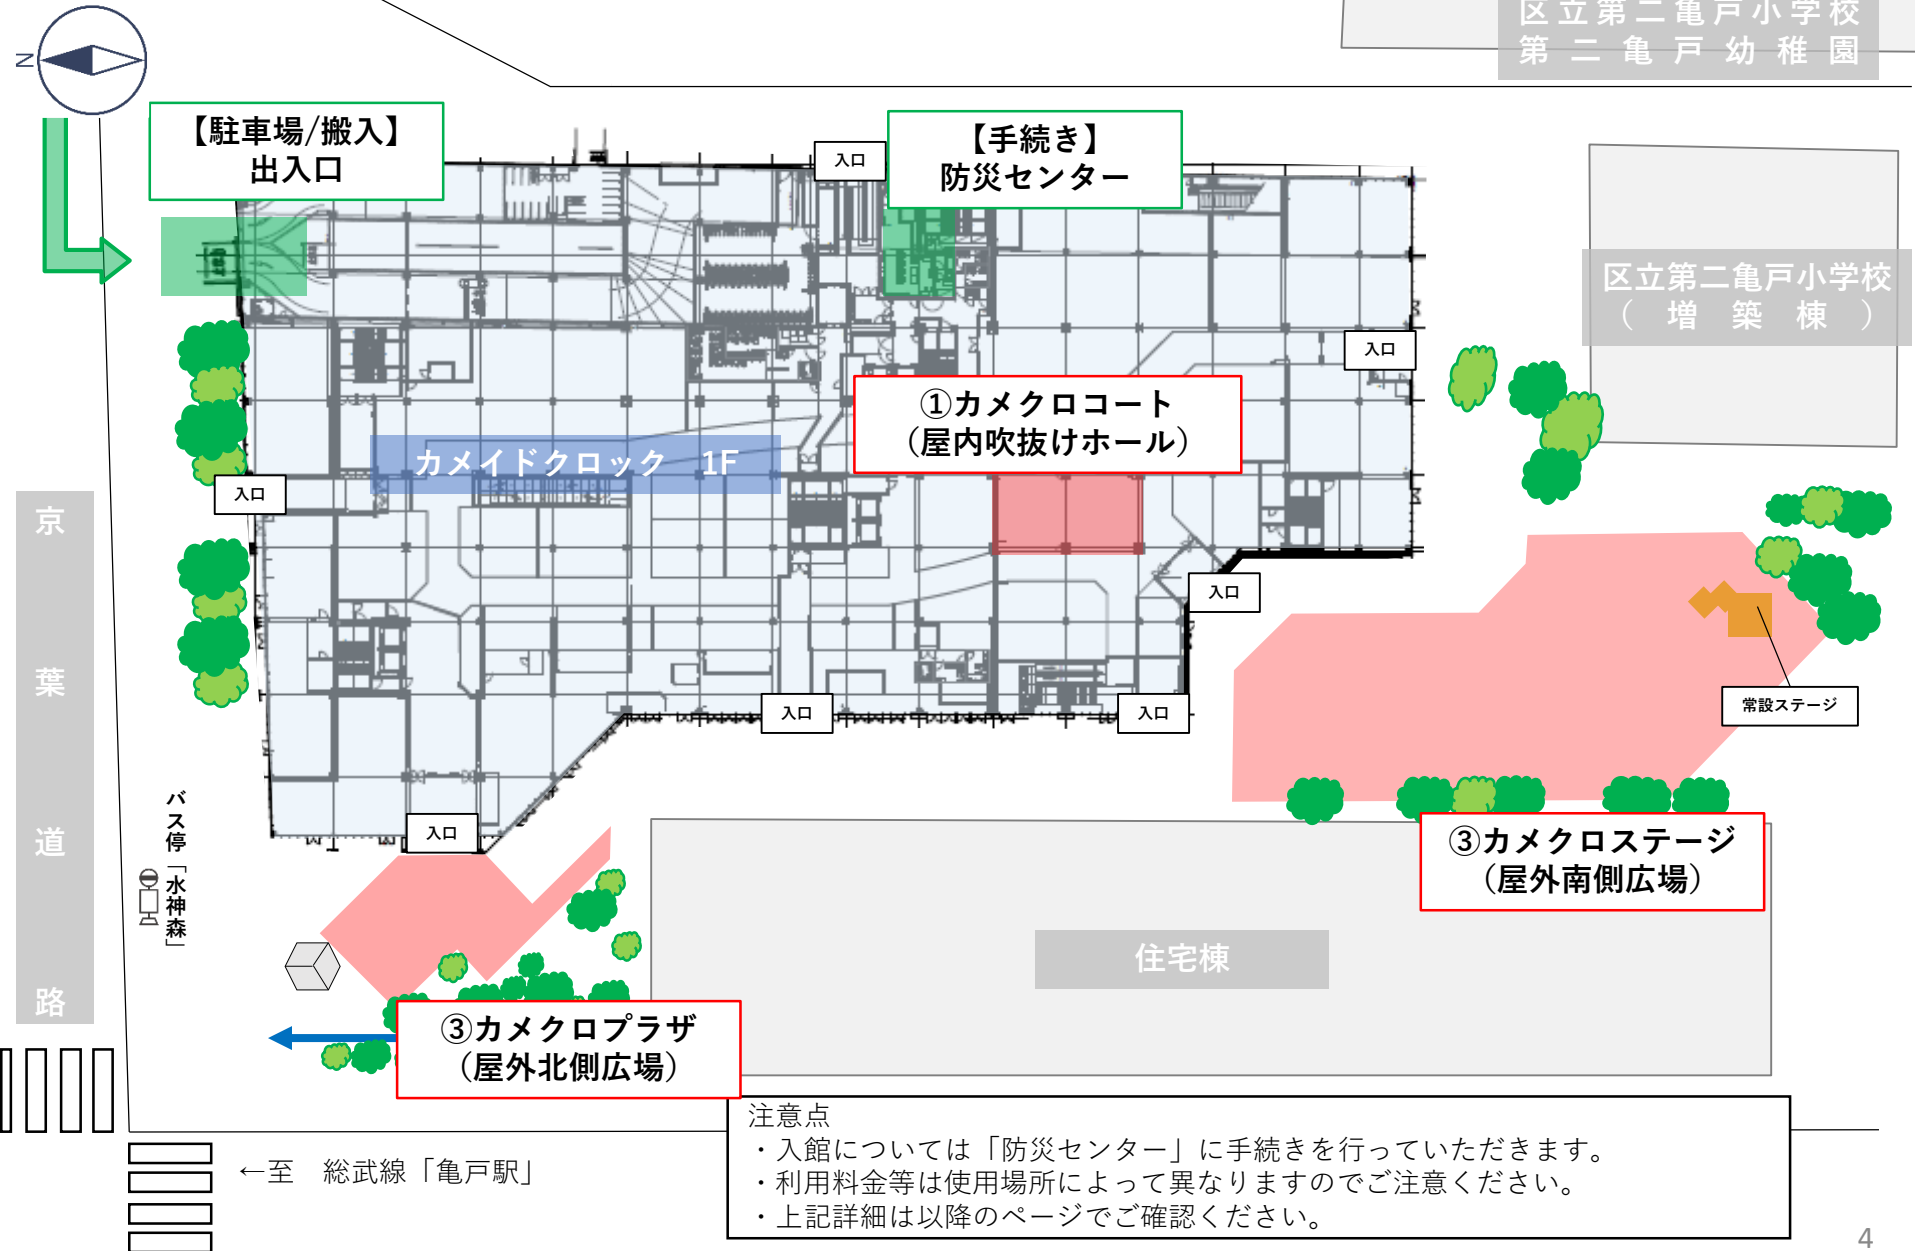 区立第二亀戸小学校
第二亀戸幼稚園
N
【駐車場/搬入】
出入口
入口
【手続き】
防災センター
区立第二亀戸小学校
（増築棟）
入口
①カメクロコート
（屋内吹抜けホール）
カメイドクロック　1F
入口
京葉道路
入口
常設ステージ
入口
入口
バス停「水神森」
入口
③カメクロステージ
（屋外南側広場）
住宅棟
③カメクロプラザ
（屋外北側広場）
←至　総武線「亀戸駅」
注意点
・入館については「防災センター」に手続きを行っていただきます。
・利用料金等は使用場所によって異なりますのでご注意ください。
・上記詳細は以降のページでご確認ください。
4